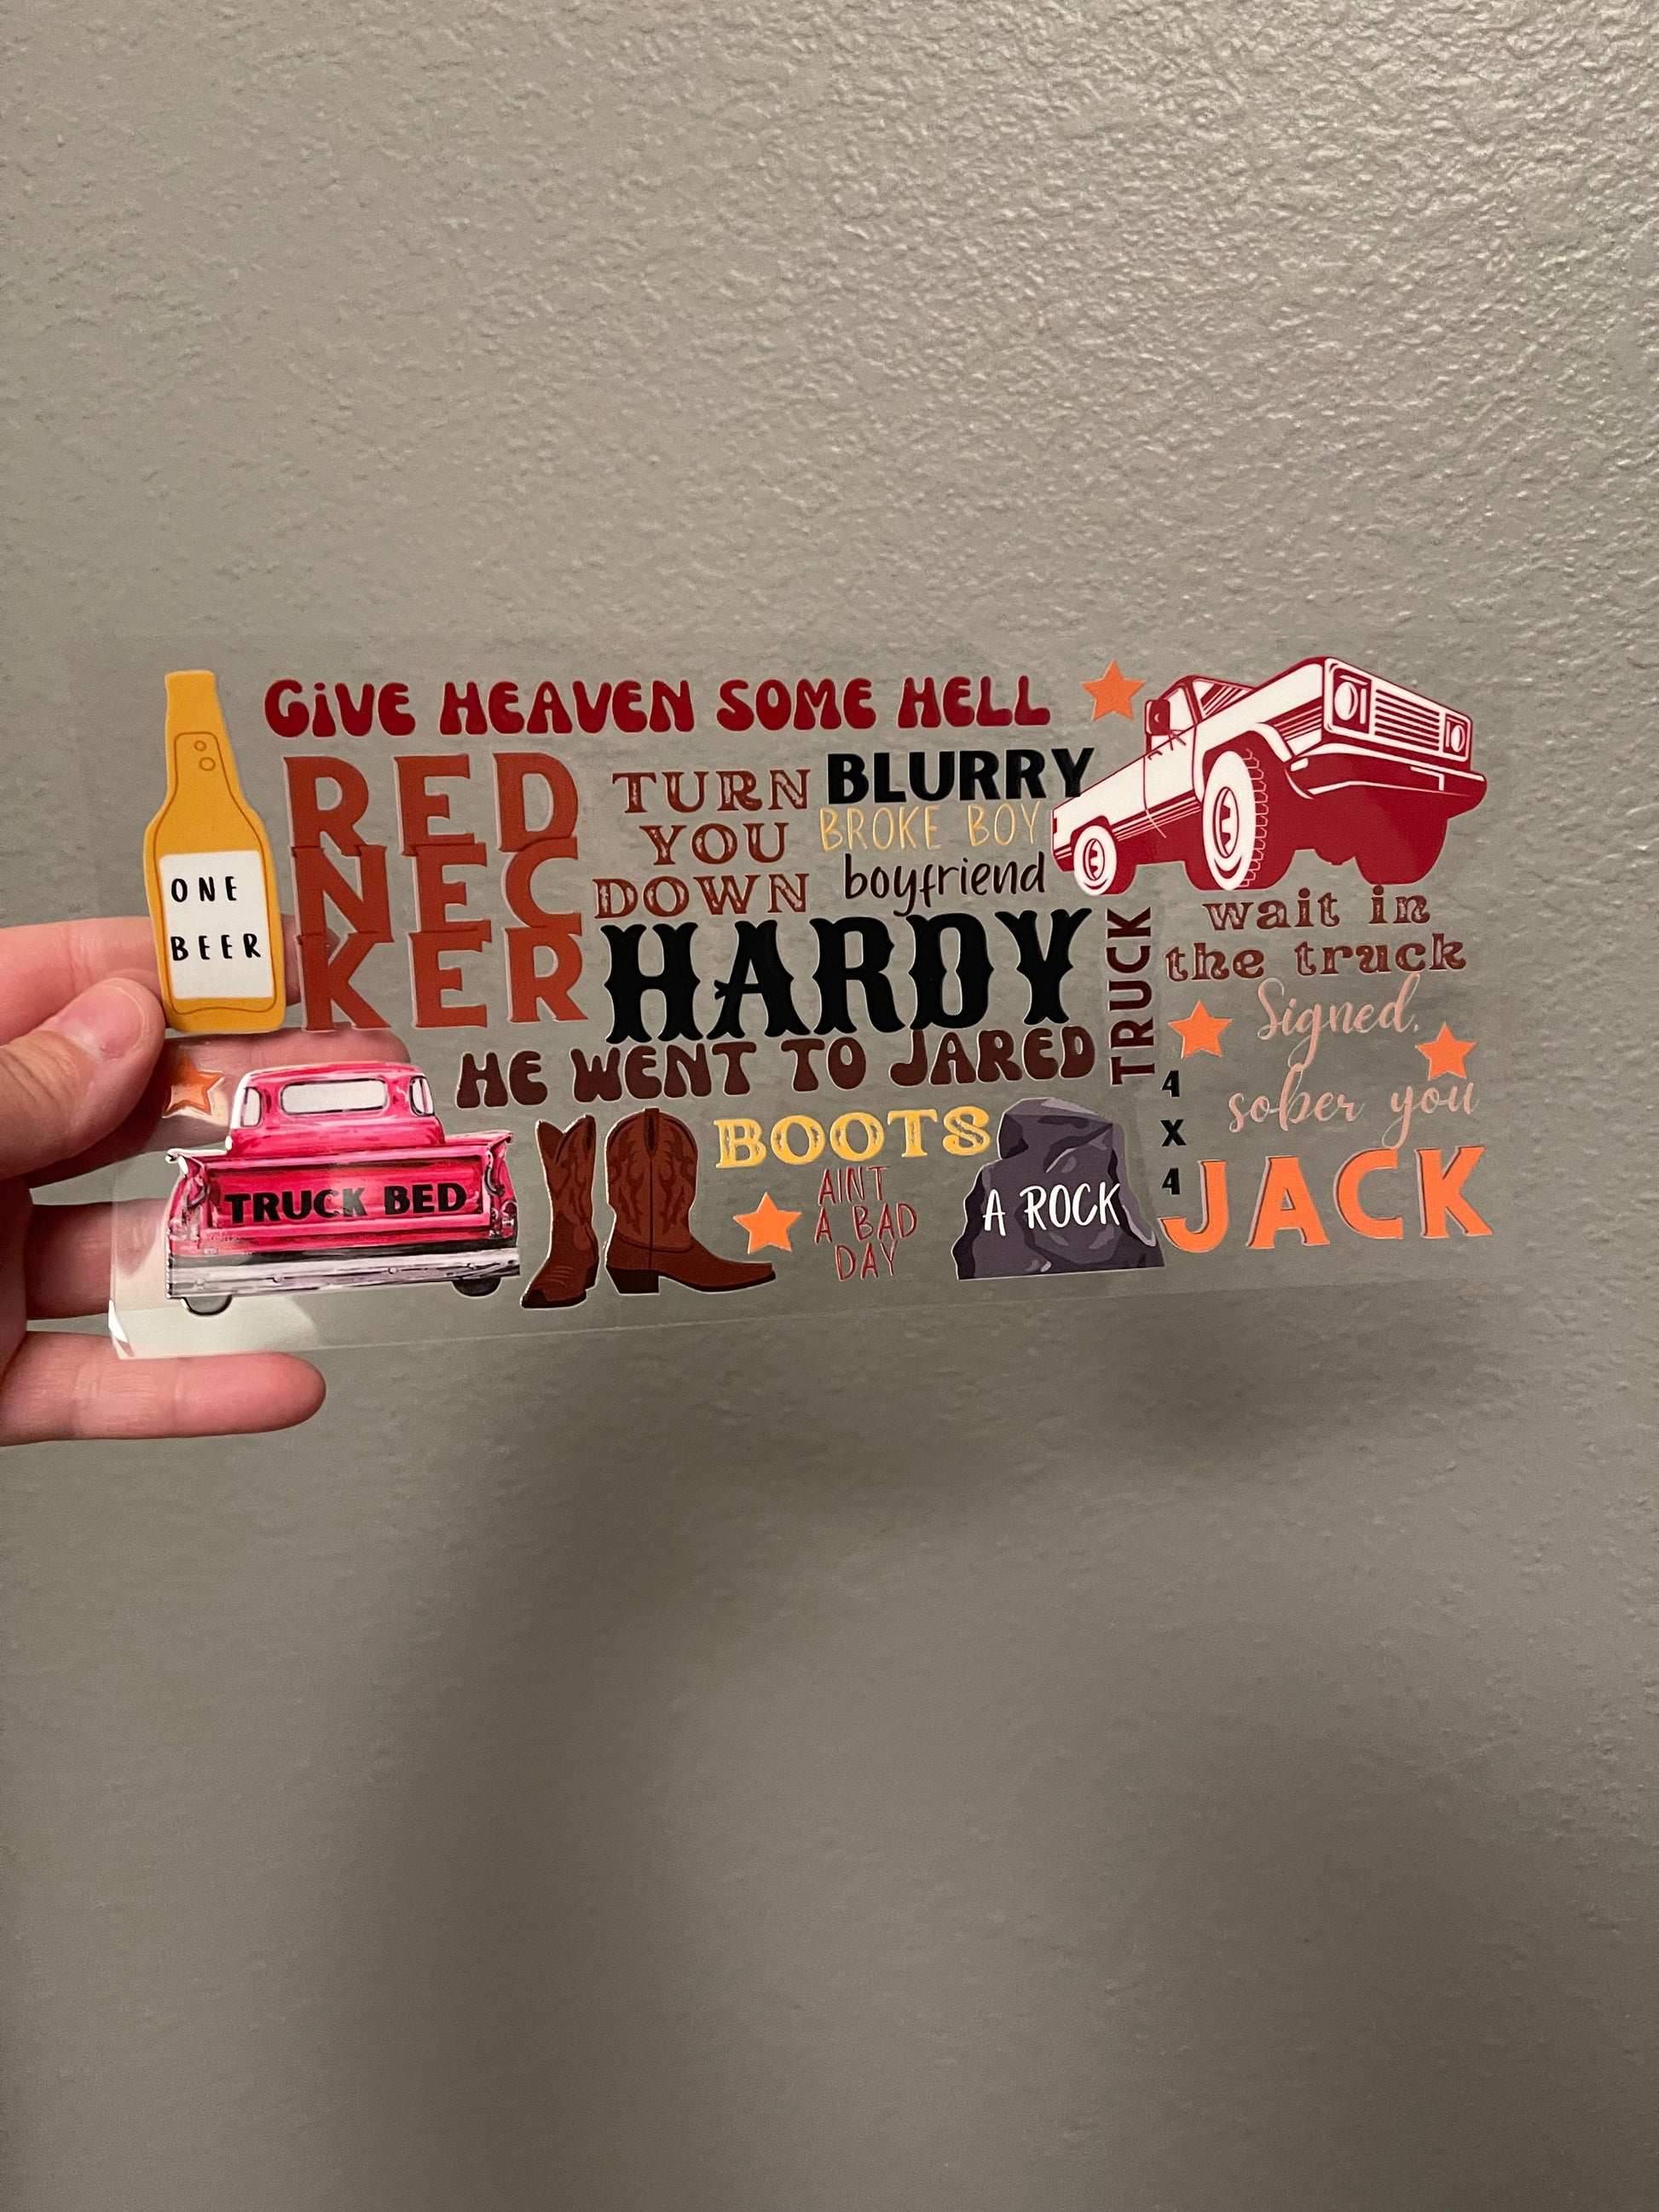 GIVE HEAVEN SOME HELL
ONE
BEER
RED
NEC
KER
TURN
YOU
DOWN
BLURRY
BROKE BOY
boyfriend
HARDY
HE WENT TO JARED
TRUCK
wait in
the truck
Signed,
sober you
4
x
4
JACK
TRUCK BED
BOOTS
AINT
A BAD
DAY
A ROCK